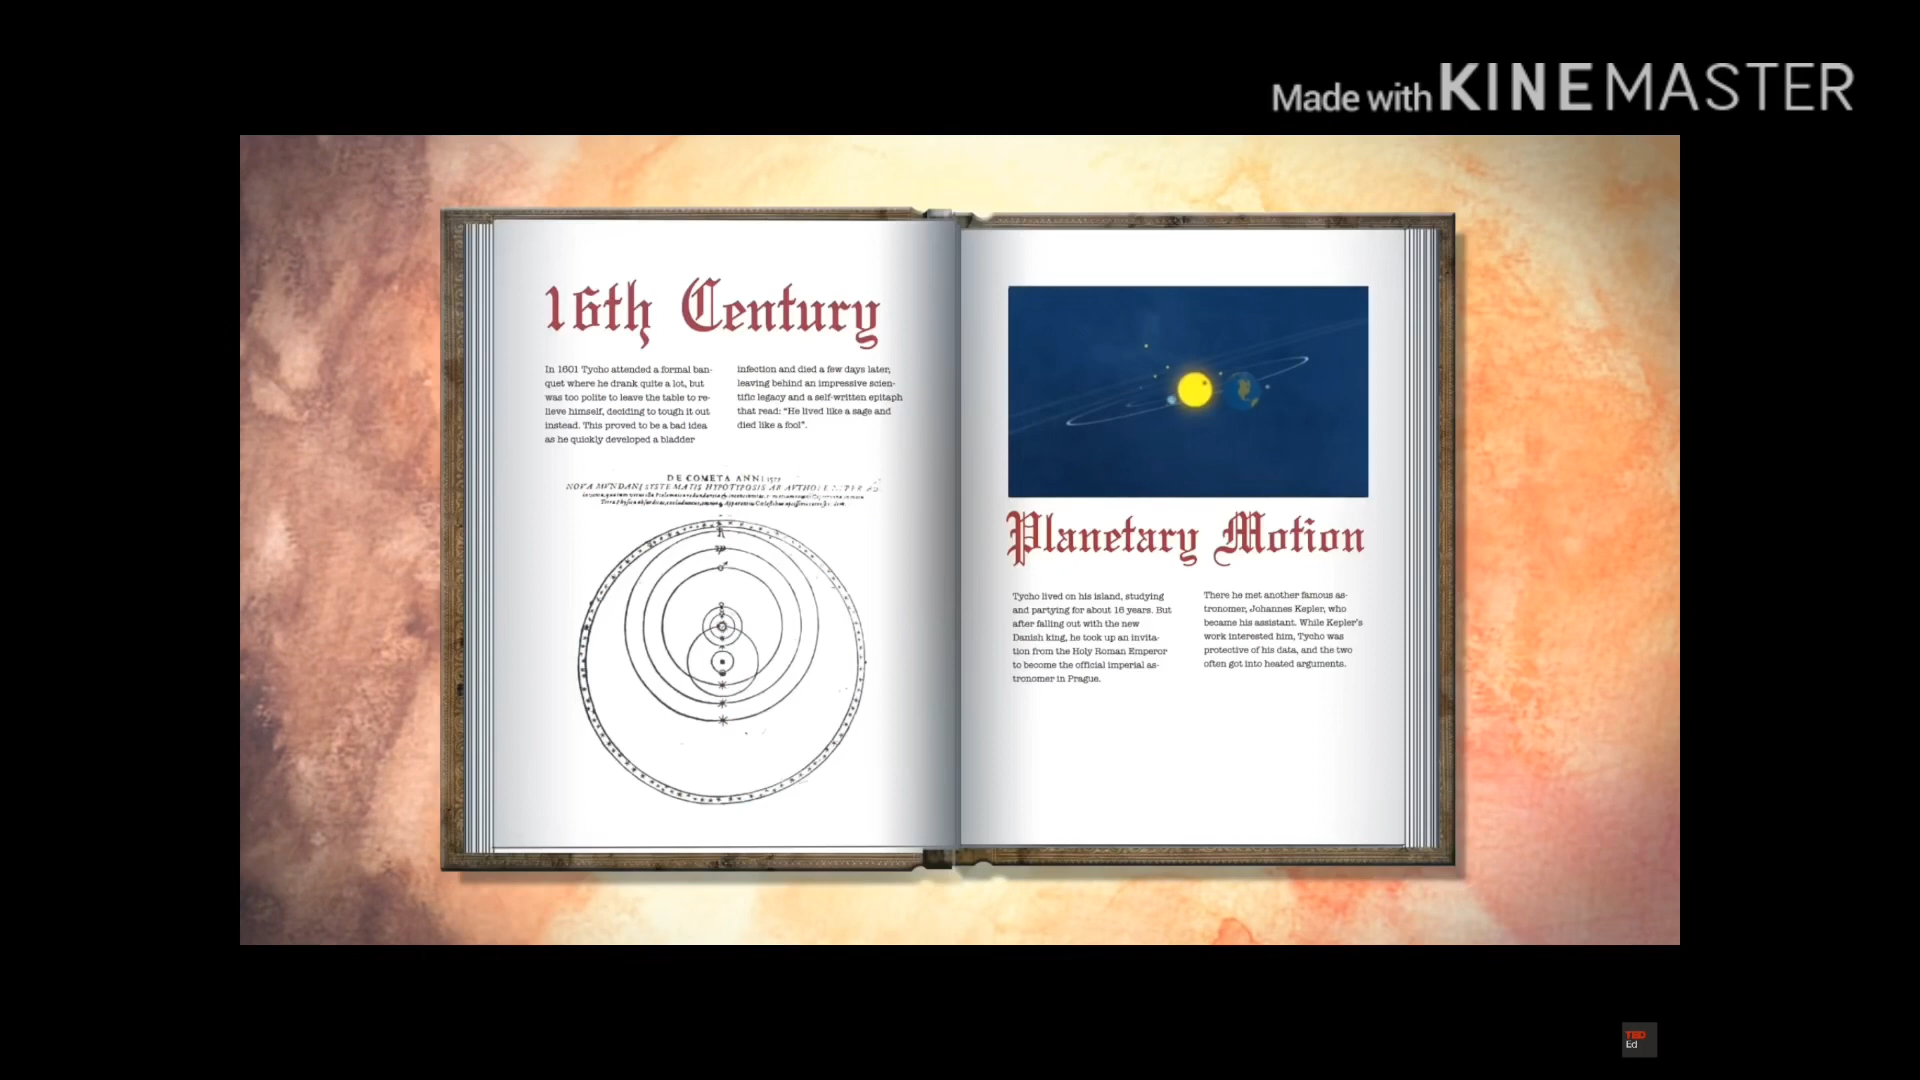 Made with KINEMASTER
16th Century
In 1601 Tycho attended a formal ban-
quet where he drank quite a lot, but
was too polite to leave the table to re-
lieve himself, deciding to tough it out
instead. This proved to be a bad idea
as he quickly developed a bladder
infection and died a few days later,
leaving behind an impressive scien-
tific legacy and a self-written epitaph
that read: “He lived like a sage and
died like a fool”.
DE COMETA ANNI 1577
NOVA MVNDANI SYSTEMATIS HYPOTIPOSIS AB AVTHORE
Planetary Motion
Tycho lived on his island, studying
and partying for about 16 years. But
after falling out with the new
Danish king, he took up an invita-
tion from the Holy Roman Emperor
to become the official imperial as-
tronomer in Prague.
There he met another famous as-
tronomer, Johannes Kepler, who
became his assistant. While Kepler's
work interested him, Tycho was
protective of his data, and the two
often got into heated arguments.
TED
Ed